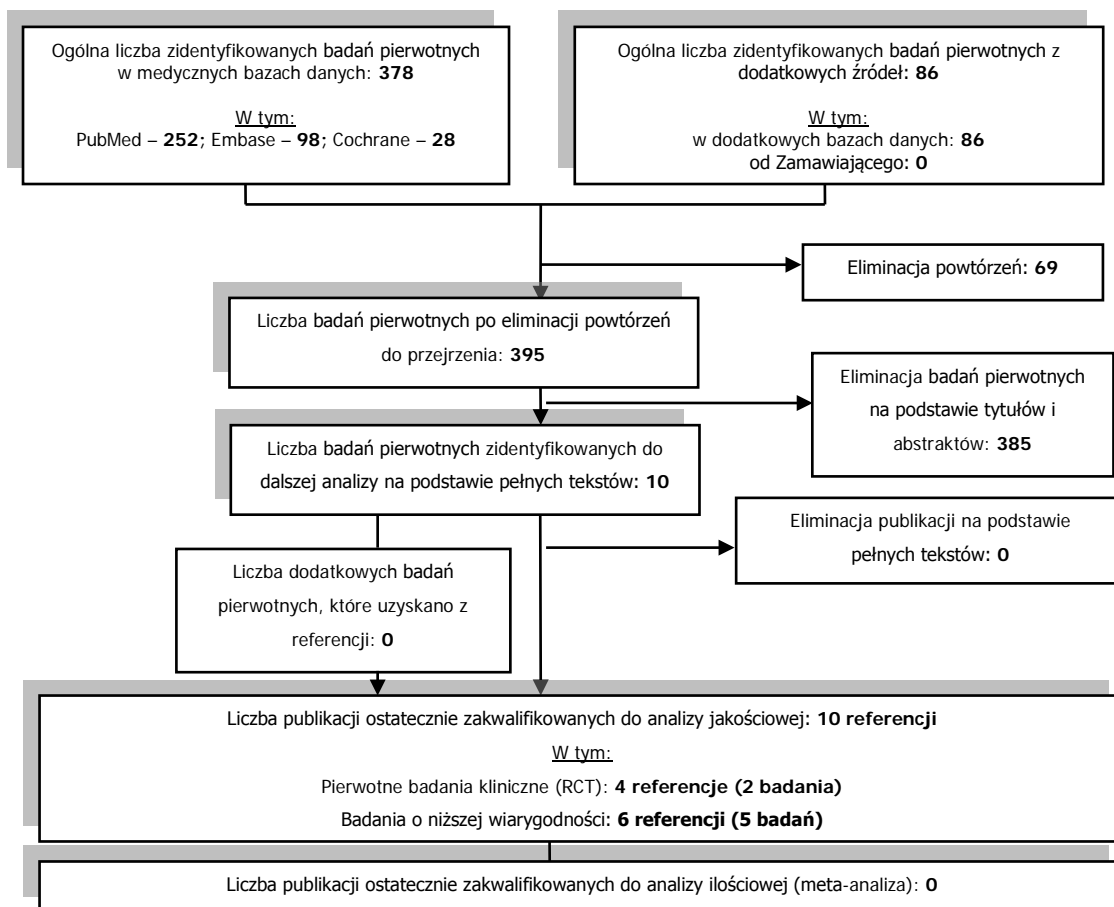 Ogólna liczba zidentyfikowanych badań pierwotnych
w medycznych bazach danych: 378
W tym:
PubMed – 252; Embase – 98; Cochrane – 28
Ogólna liczba zidentyfikowanych badań pierwotnych z
dodatkowych źródeł: 86
W tym:
w dodatkowych bazach danych: 86
od Zamawiającego: 0
Eliminacja powtórzeń: 69
Liczba badań pierwotnych po eliminacji powtórzeń
do przejrzenia: 395
Eliminacja badań pierwotnych
na podstawie tytułów i
abstraktów: 385
Liczba badań pierwotnych zidentyfikowanych do
dalszej analizy na podstawie pełnych tekstów: 10
Eliminacja publikacji na podstawie
pełnych tekstów: 0
Liczba dodatkowych badań
pierwotnych, które uzyskano z
referencji: 0
Liczba publikacji ostatecznie zakwalifikowanych do analizy jakościowej: 10 referencji
W tym:
Pierwotne badania kliniczne (RCT): 4 referencje (2 badania)
Badania o niższej wiarygodności: 6 referencji (5 badań)
Liczba publikacji ostatecznie zakwalifikowanych do analizy ilościowej (meta-analiza): 0